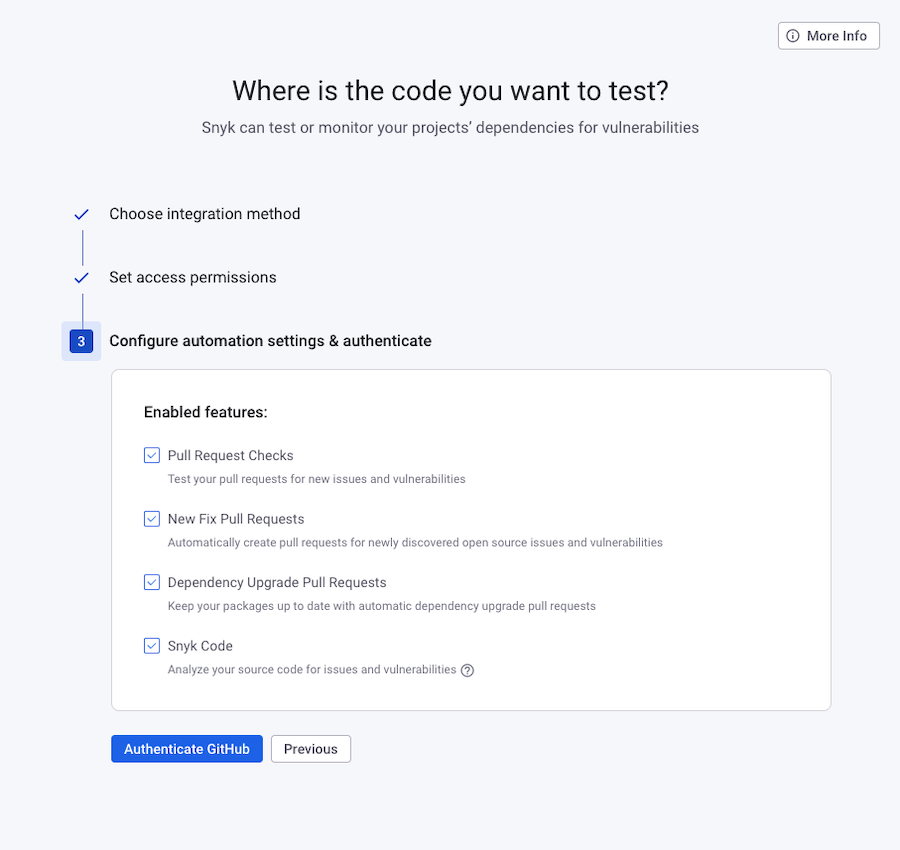 More Info
Where is the code you want to test?
Snyk can test or monitor your projects’ dependencies for vulnerabilities
Choose integration method
Set access permissions
3 Configure automation settings & authenticate
Enabled features:
Pull Request Checks
Test your pull requests for new issues and vulnerabilities
New Fix Pull Requests
Automatically create pull requests for newly discovered open source issues and vulnerabilities
Dependency Upgrade Pull Requests
Keep your packages up to date with automatic dependency upgrade pull requests
Snyk Code
Analyze your source code for issues and vulnerabilities
Authenticate GitHub Previous